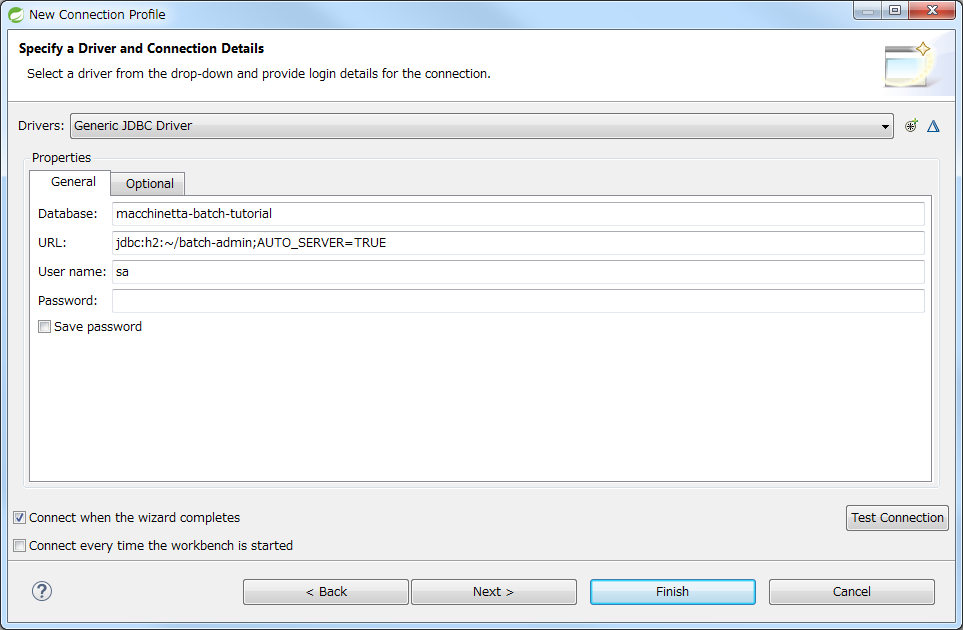 New Connection Profile
Specify a Driver and Connection Details
Select a driver from the drop-down and provide login details for the connection.
Drivers: Generic JDBC Driver
Properties
General Optional
Database: macchinetta-batch-tutorial
URL: jdbc:h2:~/batch-admin;AUTO_SERVER=TRUE
User name: sa
Password:
Save password
Connect when the wizard completes
Test Connection
Connect every time the workbench is started
? < Back Next > Finish Cancel